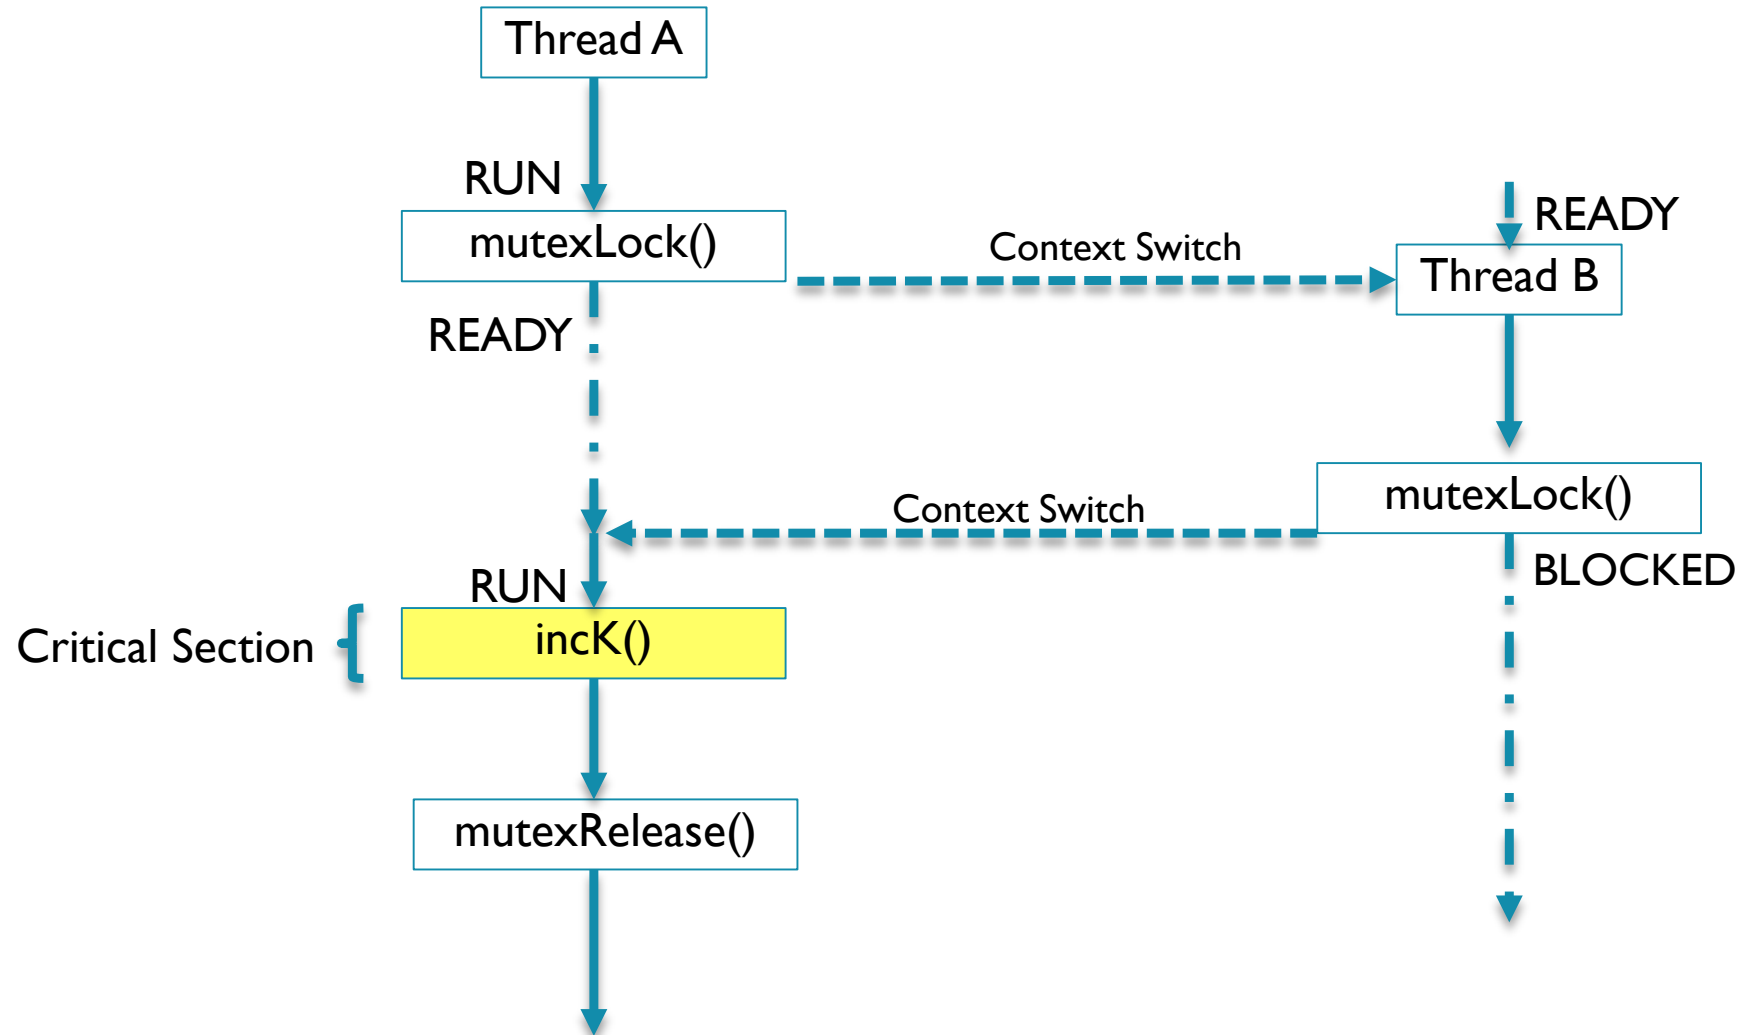 Thread A
RUN
mutexLock()
Context Switch
READY
Thread B
READY
mutexLock()
Context Switch
BLOCKED
RUN
Critical Section
incK()
mutexRelease()